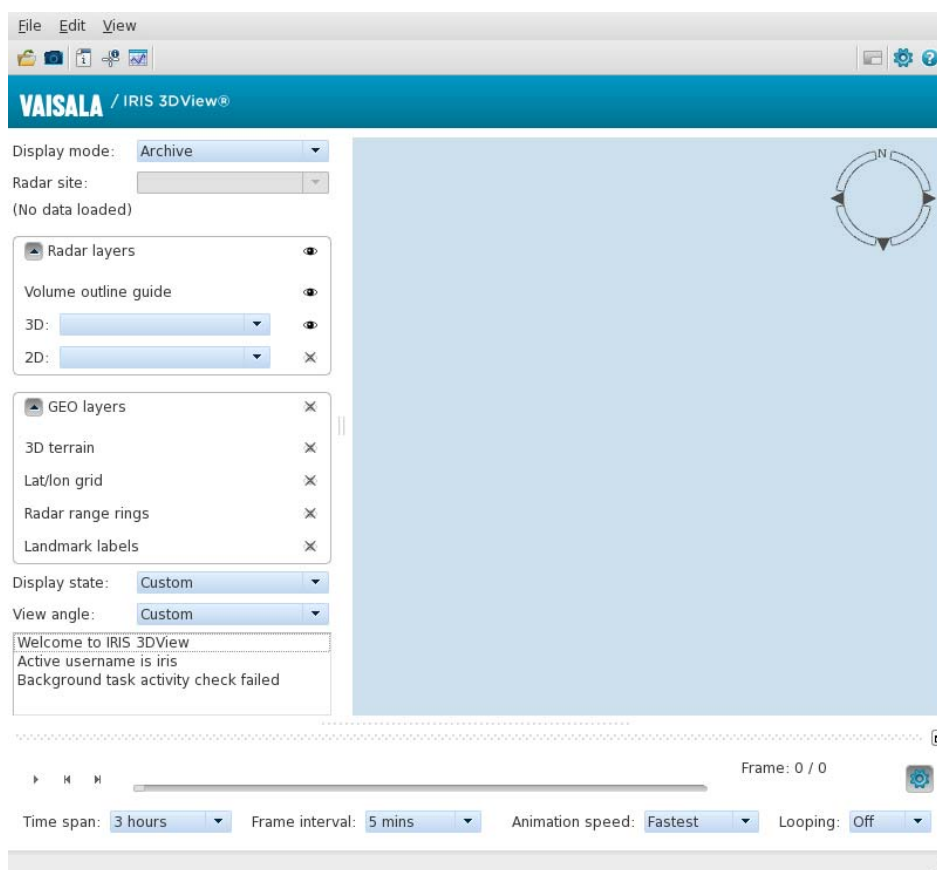 File Edit View
VAISALA / IRIS 3DView®
Display mode: Archive
Radar site:
(No data loaded)
Radar layers
Volume outline guide
3D:
2D:
GEO layers
3D terrain
Lat/lon grid
Radar range rings
Landmark labels
Display state: Custom
View angle: Custom
Welcome to IRIS 3DView
Active username is iris
Background task activity check failed
N
Frame: 0 / 0
Time span: 3 hours Frame interval: 5 mins Animation speed: Fastest Looping: Off